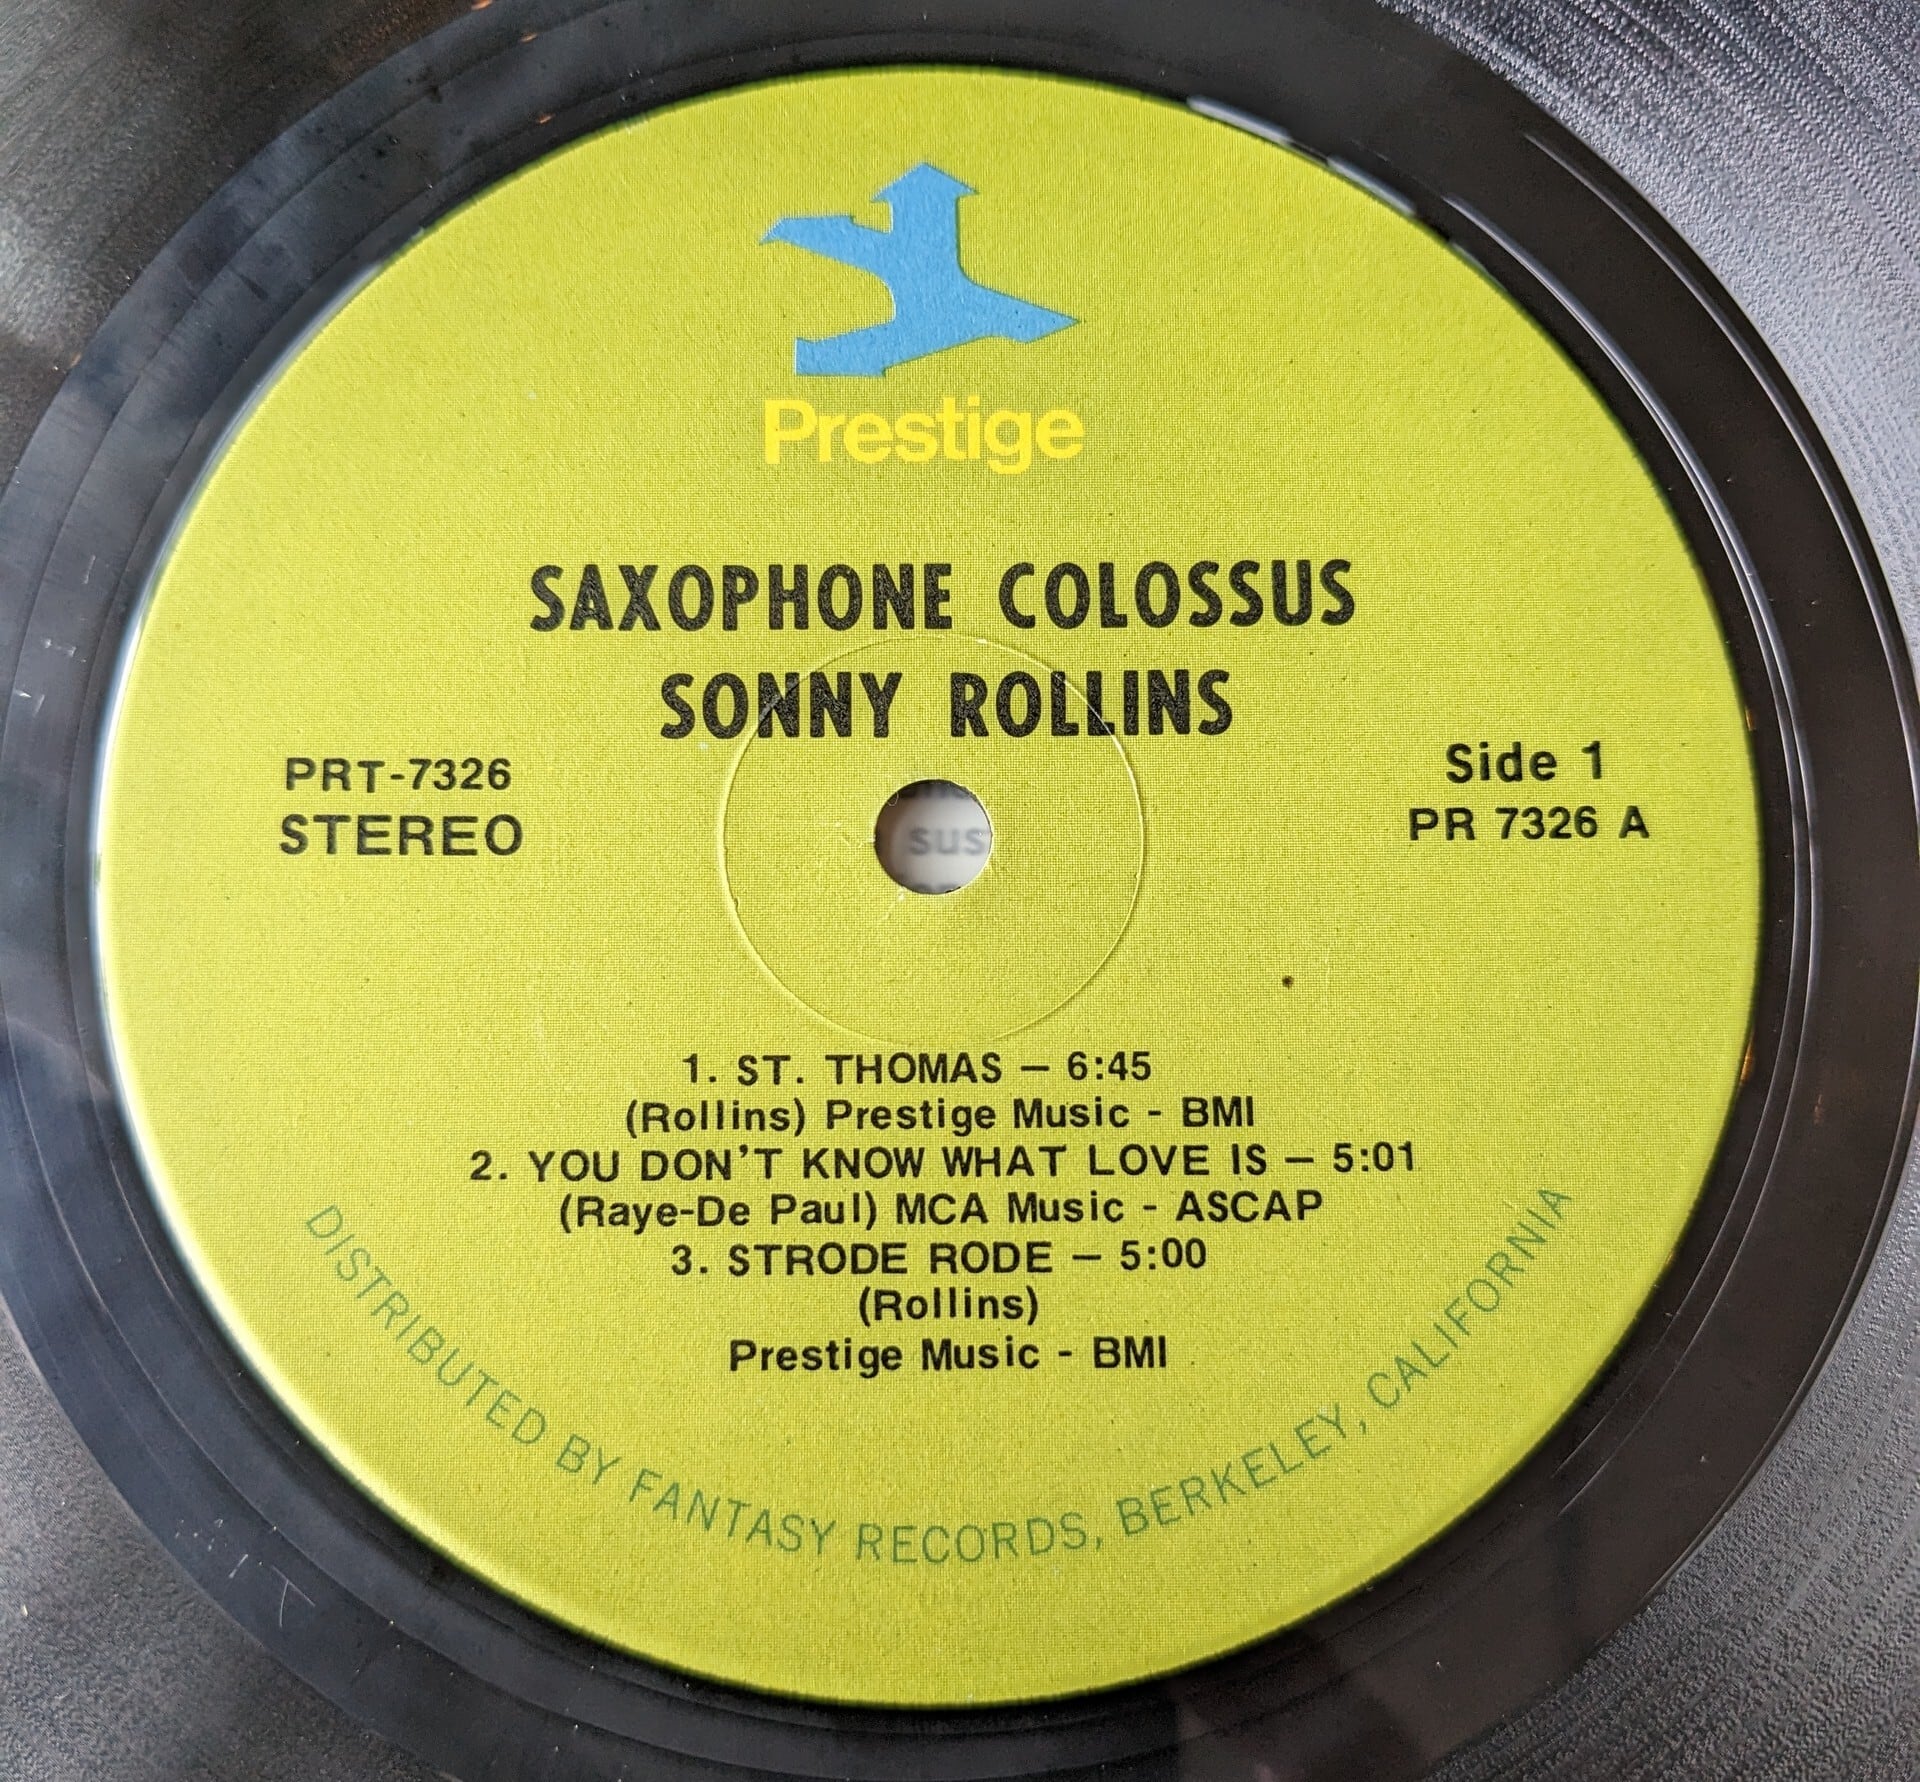 Prestige
SAXOPHONE COLOSSUS
SONNY ROLLINS
PRT-7326
STEREO
Side 1
PR 7326 A
sus
1. ST. THOMAS – 6:45
(Rollins) Prestige Music - BMI
2. YOU DON'T KNOW WHAT LOVE IS – 5:01
(Raye-De Paul) MCA Music - ASCAP
3. STRODE RODE – 5:00
(Rollins)
Prestige Music - BMI
DISTRIBUTED BY FANTASY RECORDS, BERKELEY, CALIFORNIA